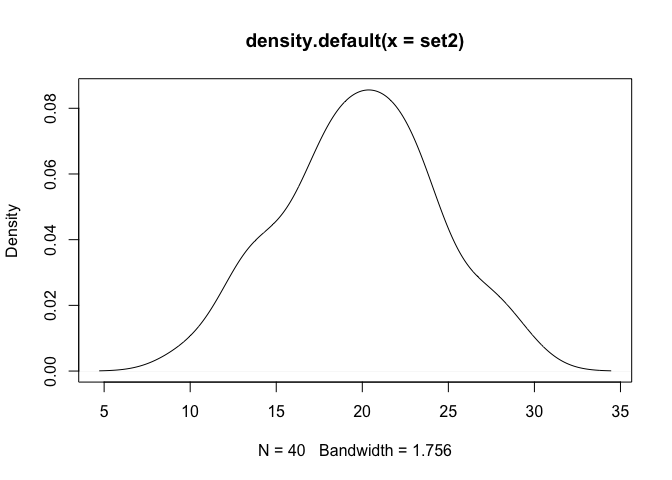 density.default(x = set2)
Density
0.00 0.02 0.04 0.06 0.08
5 10 15 20 25 30 35
N = 40 Bandwidth = 1.756